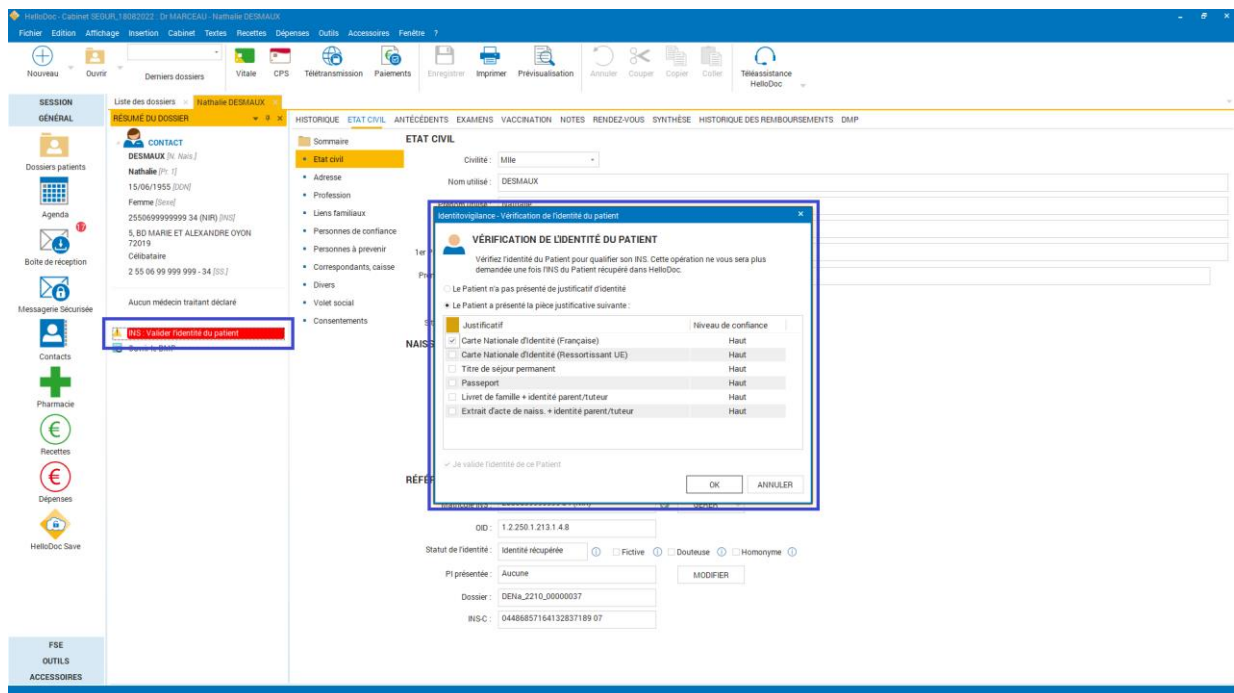 HelloDoc - Cabinet SEGUR_18082022 : Dr MARCEAU - Nathalie DESMAUX
Fichier Edition Affichage Insertion Cabinet Textes Recettes Dépenses Outils Accessoires Fenêtre ?
Nouveau Ouvrir Derniers dossiers Vitale CPS Télétransmission Paiements Enregistrer Imprimer Prévisualisation Annuler Couper Copier Coller Téléassistance
HelloDoc
SESSION
GÉNÉRAL
Dossiers patients
Agenda
17
Boîte de réception
Messagerie Sécurisée
Contacts
Pharmacie
Recettes
Dépenses
HelloDoc Save
FSE
OUTILS
ACCESSOIRES
Liste des dossiers Nathalie DESMAUX
RÉSUMÉ DU DOSSIER
CONTACT
DESMAUX [N. Nais.]
Nathalie [Pr. 1]
15/06/1955 [DDN]
Femme [Sexe]
2550699999999 34 (NIR) [INS]
5, BD MARIE ET ALEXANDRE OYON
72019
Célibataire
2 55 06 99 999 999 - 34 [SS.]
Aucun médecin traitant déclaré
INS : Valider l'identité du patient
HISTORIQUE ETAT CIVIL ANTÉCÉDENTS EXAMENS VACCINATION NOTES RENDEZ-VOUS SYNTHÈSE HISTORIQUE DES REMBOURSEMENTS DMP
Sommaire
Etat civil
Adresse
Profession
Liens familiaux
Personnes de confiance
Personnes à prevenir
Correspondants, caisse
Divers
Volet social
Consentements
ETAT CIVIL
Civilité : Mlle
Nom utilisé : DESMAUX
Identitovigilance - Vérification de l'identité du patient
VÉRIFICATION DE L'IDENTITÉ DU PATIENT
Vérifiez l'identité du Patient pour qualifier son INS. Cette opération ne vous sera plus
demandée une fois l'INS du Patient récupéré dans HelloDoc.
Le Patient n'a pas présenté de justificatif d'identité
Le Patient a présenté la pièce justificative suivante :
Justificatif Niveau de confiance
Carte Nationale d'Identité (Française) Haut
Carte Nationale d'Identité (Ressortissant UE) Haut
Titre de séjour permanent Haut
Passeport Haut
Livret de famille + identité parent/tuteur Haut
Extrait d'acte de naiss. + identité parent/tuteur Haut
Je valide l'identité de ce Patient
OK ANNULER
OID : 1.2.250.1.213.1.4.8
Statut de l'identité : Identité récupérée Fictive Douteuse Homonyme
PI présentée : Aucune MODIFIER
Dossier : DENa_2210_00000037
INS-C : 04486857164132837189 07